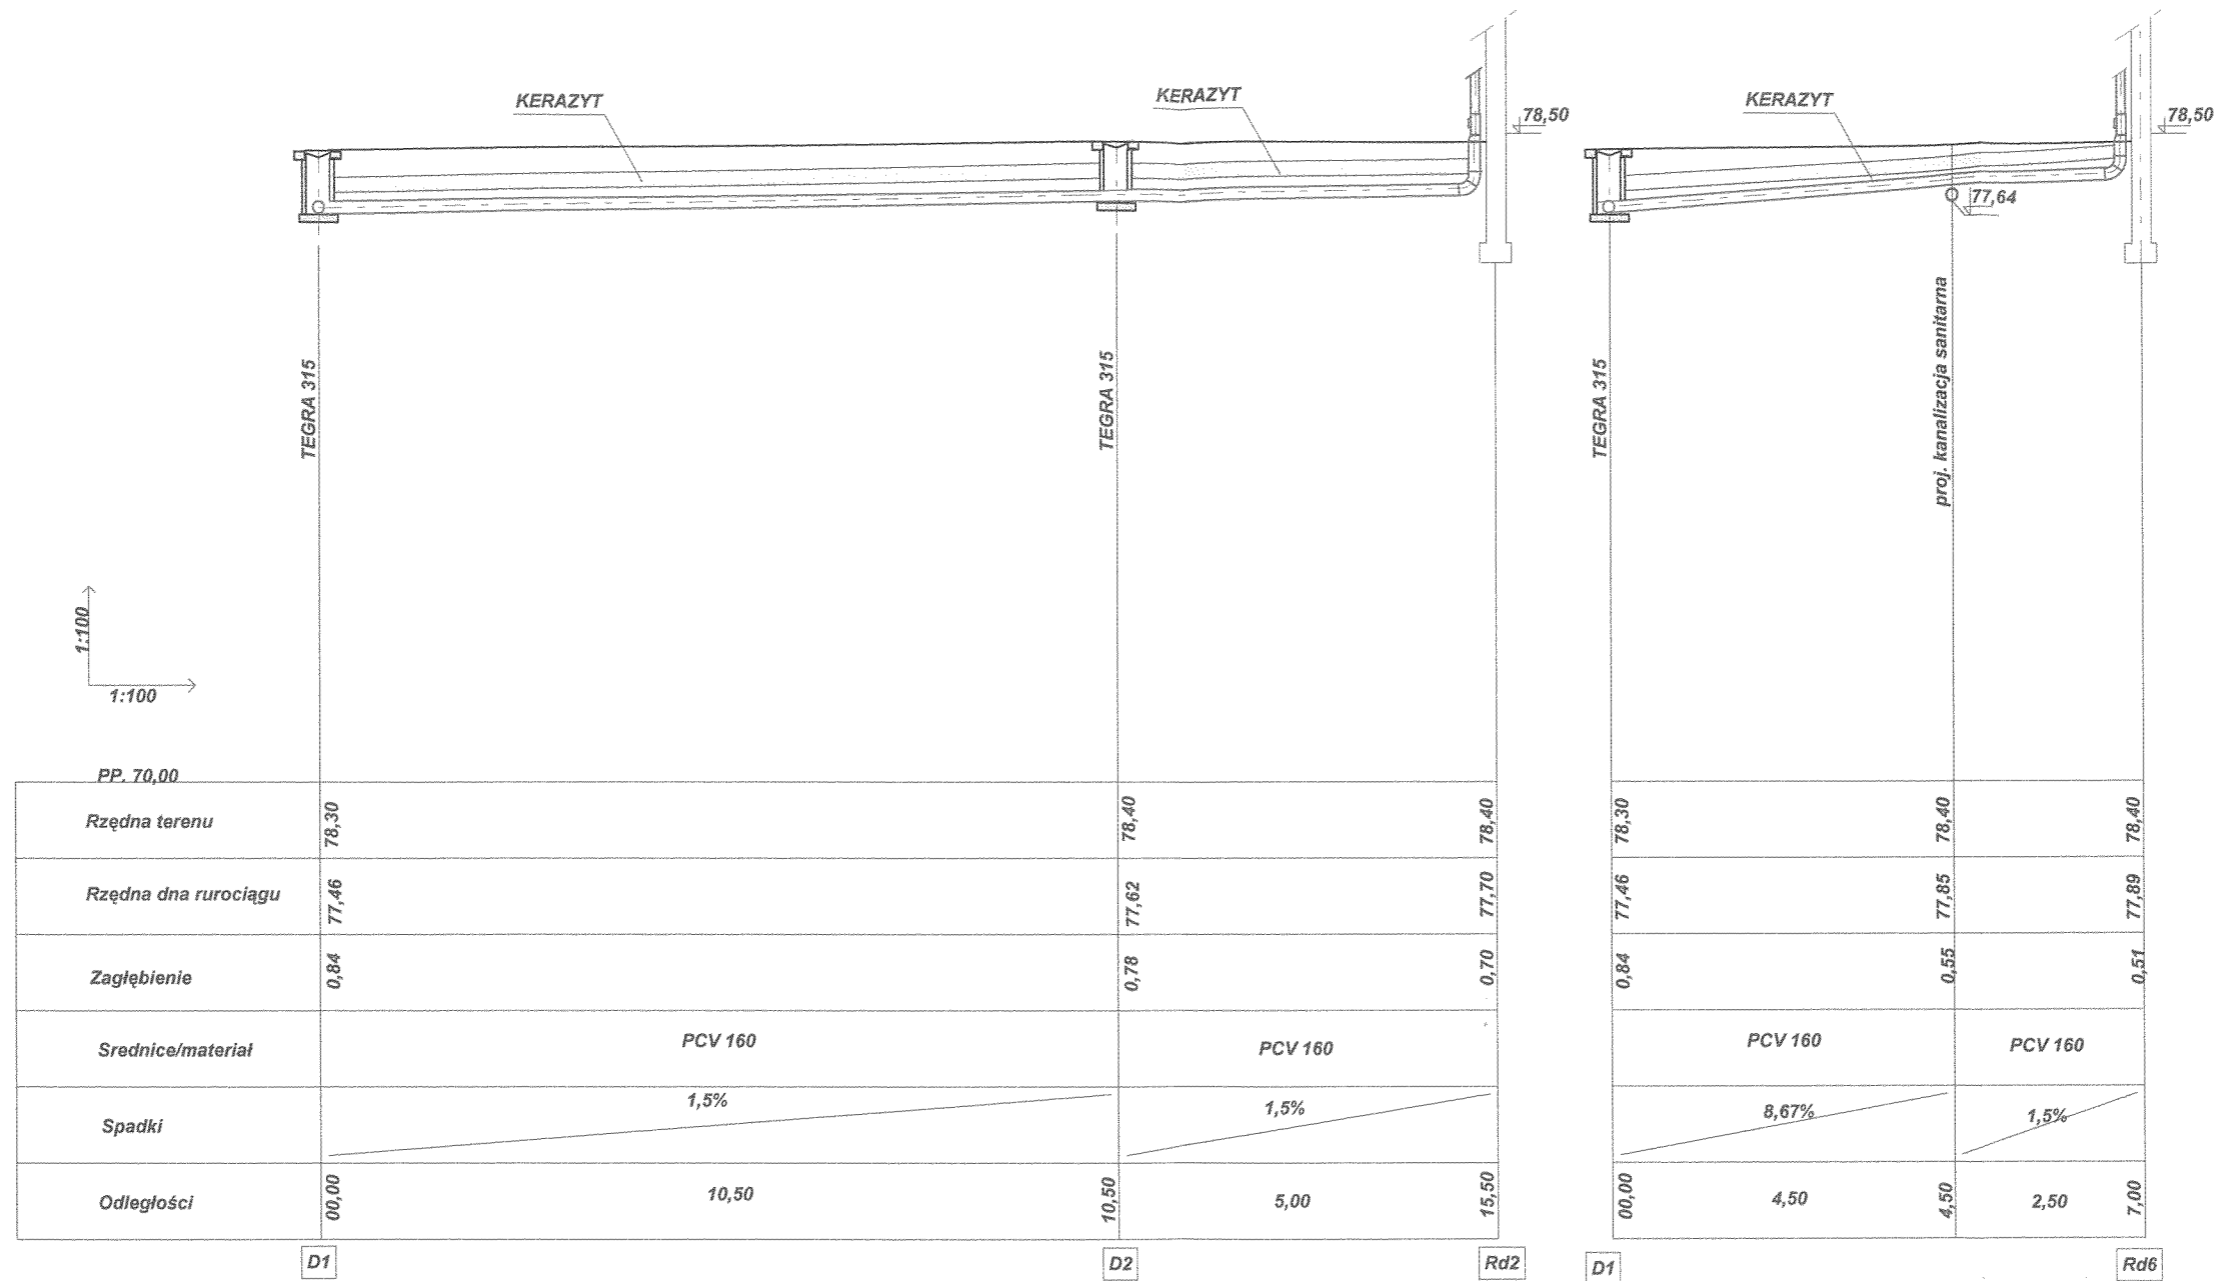 KERAZYT
KERAZYT
78,50
KERAZYT
78,50
77,64
TEGRA 315
TEGRA 315
TEGRA 315
proj. kanalizacja sanitarna
1:100
1:100
PP. 70,00
Rzędna terenu 78,30 78,40 78,40 78,30 78,40 78,40
Rzędna dna rurociągu 77,46 77,62 77,70 77,46 77,85 77,89
Zagłębienie 0,84 0,78 0,70 0,84 0,55 0,51
Srednice/materiał PCV 160 PCV 160 PCV 160 PCV 160
Spadki 1,5% 1,5% 8,67% 1,5%
Odległości 00,00 10,50 10,50 5,00 15,50 00,00 4,50 4,50 2,50 7,00
D1 D2 Rd2 D1 Rd6